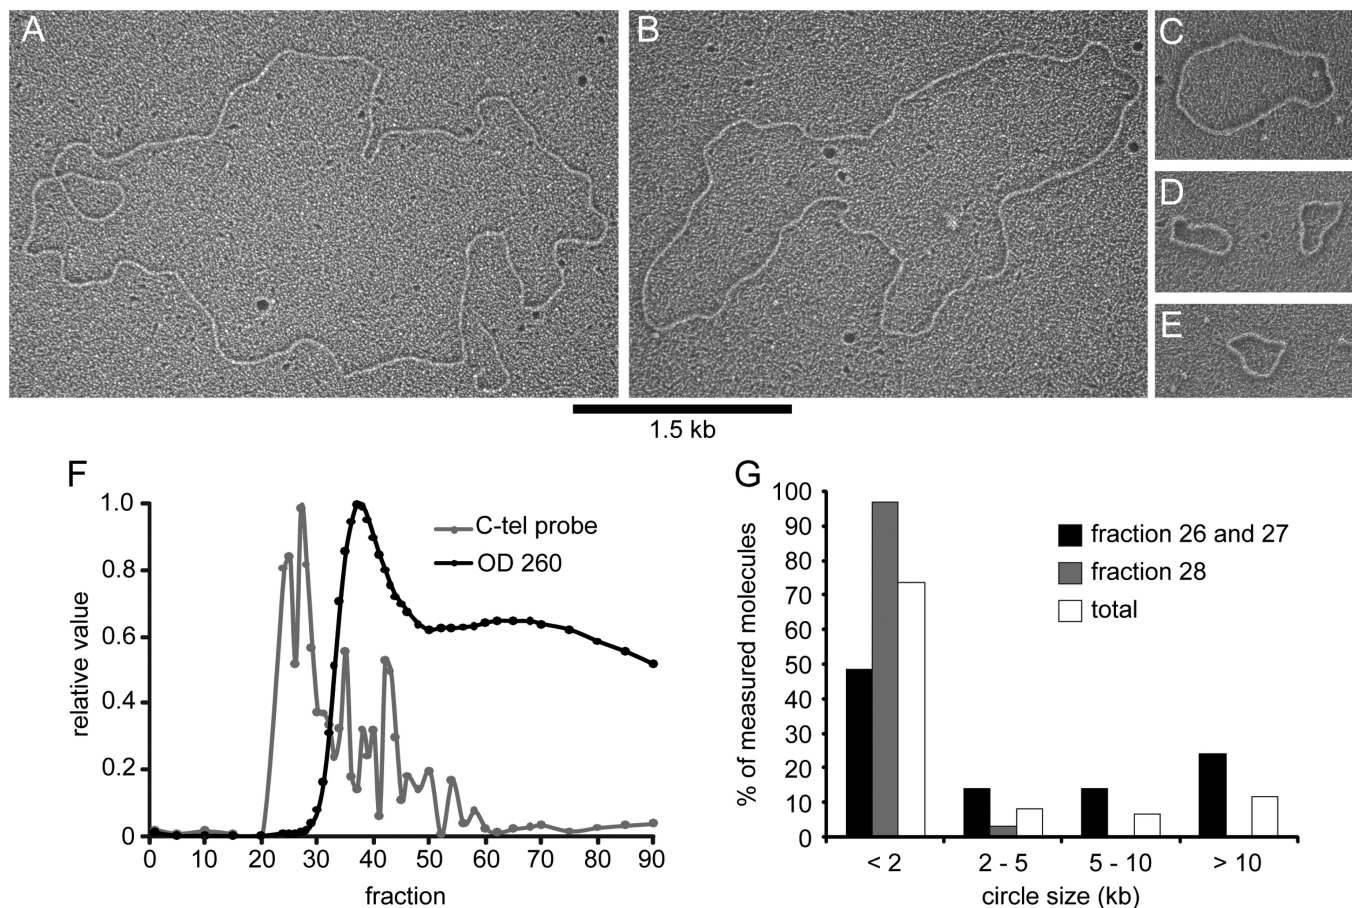 A
B
C
D
E
1.5 kb
F
1.0
0.8
0.6
0.4
0.2
0
relative value
C-tel probe
OD 260
0 10 20 30 40 50 60 70 80 90
fraction
G
100
90
80
70
60
50
40
30
20
10
0
% of measured molecules
fraction 26 and 27
fraction 28
total
< 2 2 - 5 5 - 10 > 10
circle size (kb)